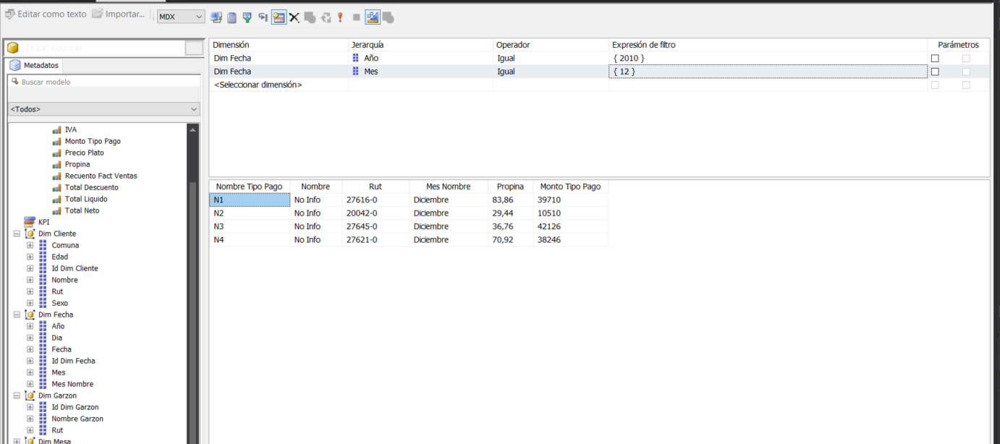 Editar como texto Importar... MDX
DUOC Gourmet
Metadatos
Buscar modelo
<Todos>
IVA
Monto Tipo Pago
Precio Plato
Propina
Recuento Fact Ventas
Total Descuento
Total Liquido
Total Neto
KPI
Dim Cliente
Comuna
Edad
Id Dim Cliente
Nombre
Rut
Sexo
Dim Fecha
Año
Dia
Fecha
Id Dim Fecha
Mes
Mes Nombre
Dim Garzon
Id Dim Garzon
Nombre Garzon
Rut
Dim Mesa
Dimensión Jerarquía Operador Expresión de filtro Parámetros
Dim Fecha Año Igual { 2010 }
Dim Fecha Mes Igual { 12 }
<Seleccionar dimensión>
Nombre Tipo Pago Nombre Rut Mes Nombre Propina Monto Tipo Pago
N1 No Info 27616-0 Diciembre 83,86 39710
N2 No Info 20042-0 Diciembre 29,44 10510
N3 No Info 27645-0 Diciembre 36,76 42126
N4 No Info 27621-0 Diciembre 70,92 38246